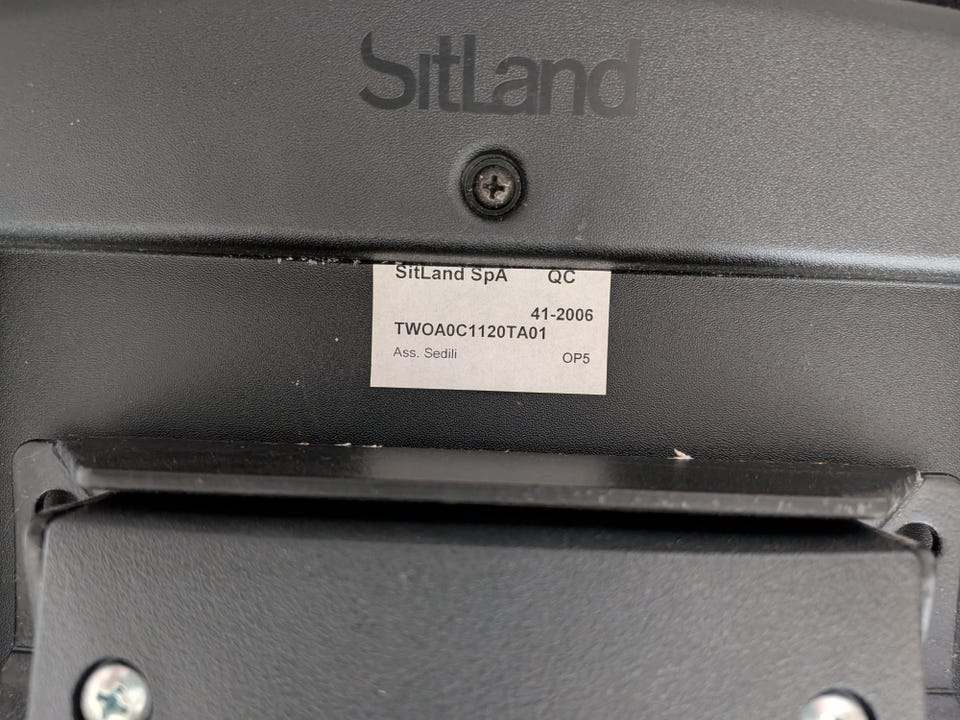 SitLand
SitLand SpA QC
41-2006
TWOA0C1120TA01
Ass. Sedili OP5